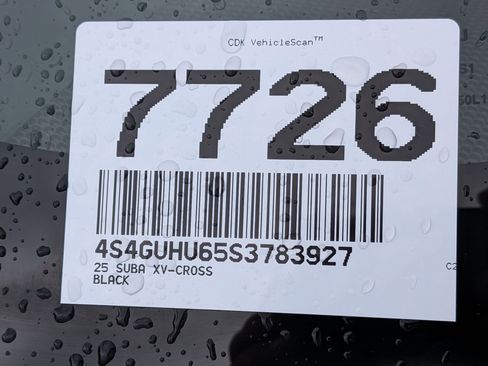 CDK VehicleScan™
7726
4S4GUHU65S3783927
25 SUBA XV-CROSS
BLACK